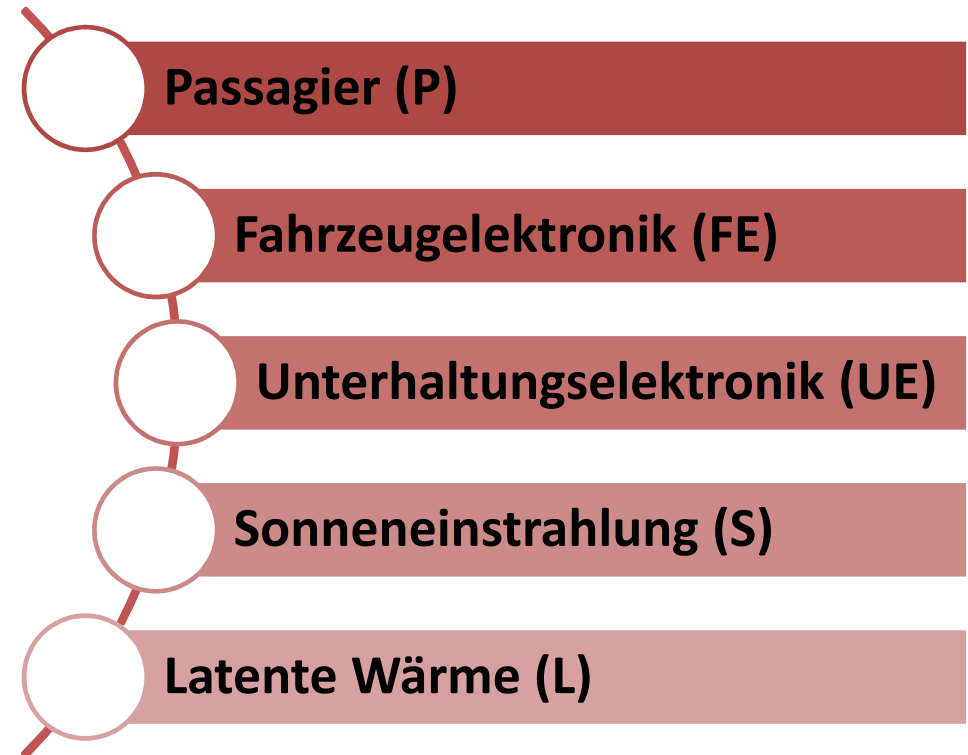 Passagier (P)
Fahrzeugelektronik (FE)
Unterhaltungselektronik (UE)
Sonneneinstrahlung (S)
Latente Wärme (L)